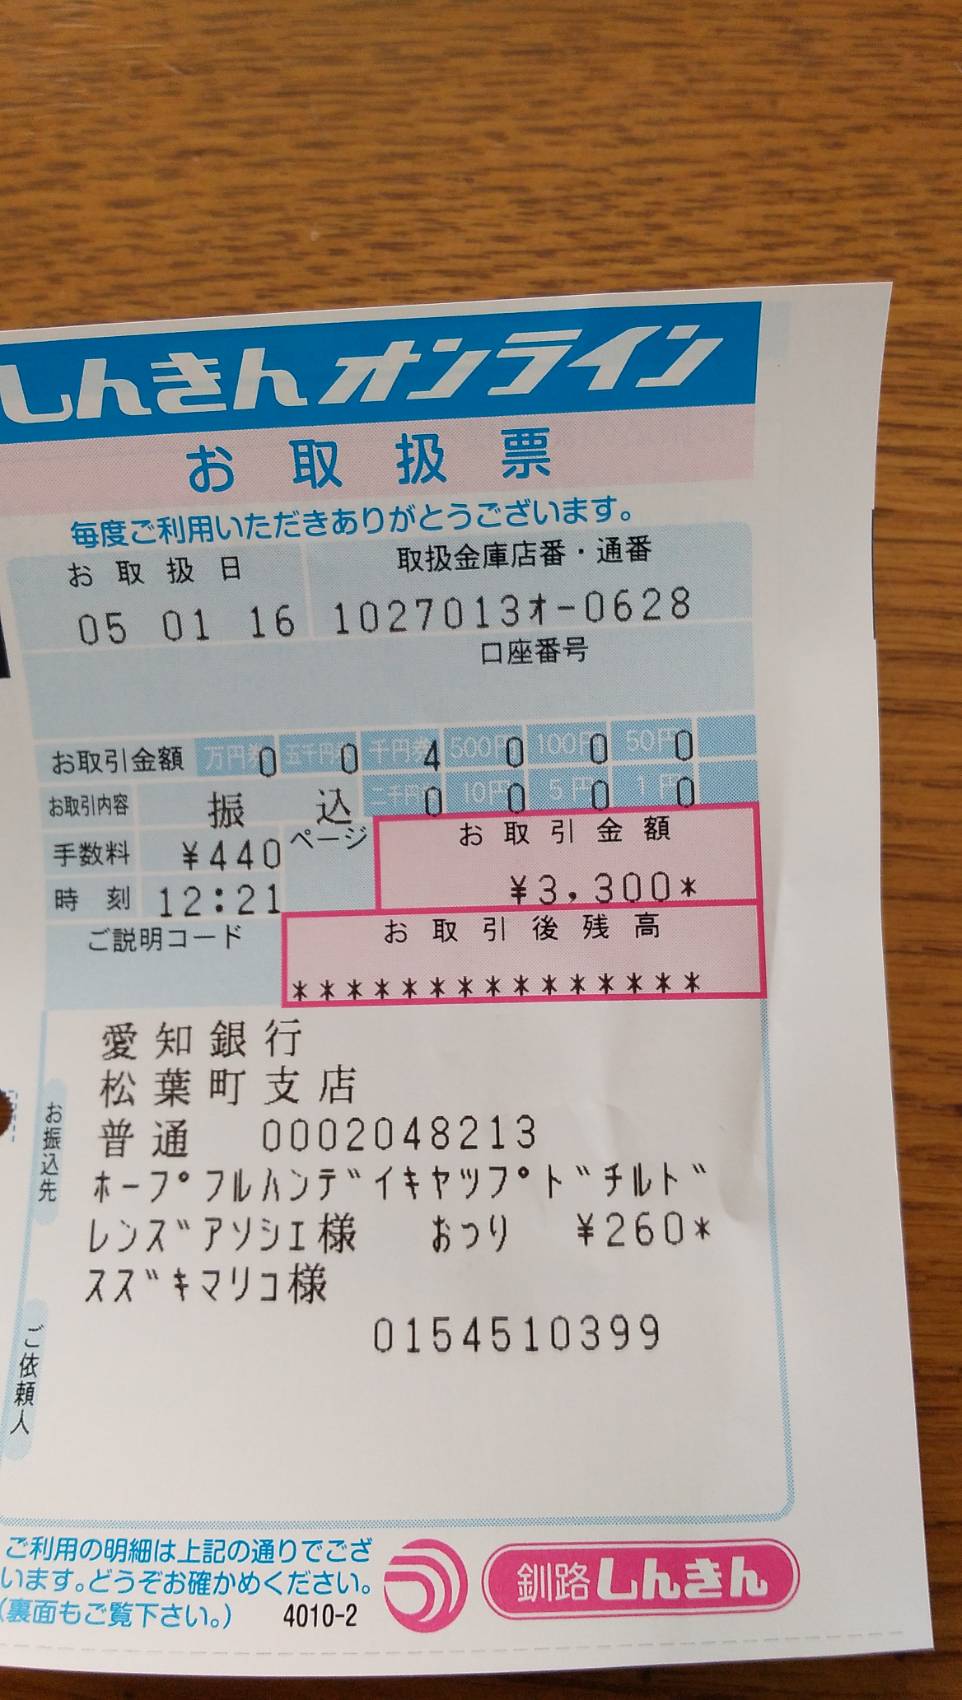 しんきんオンライン
お取扱票
毎度ご利用いただきありがとうございます。
お取扱日 取扱金庫店番・通番
05 01 16 1027013ｵ-0628
口座番号
お取引金額 万円券 0 五千円券 0 千円券 4 500円 0 100円 0 50円 0
お取引内容 振込 二千円 0 10円 0 5円 0 1円 0
手数料 ¥440 ページ お取引金額
¥3,300*
時刻 12:21
ご説明コード お取引後残高
***************
お振込先
愛知銀行
松葉町支店
普通 0002048213
ﾎｰﾌﾟﾌﾙﾊﾝﾃﾞｲｷﾔﾂﾌﾟﾄﾞﾁﾙﾄﾞ
ﾚﾝｽﾞｱｿｼｴ様 おつり ¥260*
ｽｽﾞｷﾏﾘｺ様
0154510399
ご依頼人
ご利用の明細は上記の通りでござ
います。どうぞお確かめください。
(裏面もご覧下さい。) 4010-2
釧路しんきん